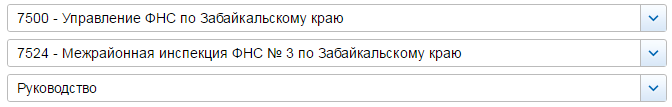 7500 - Управление ФНС по Забайкальскому краю
7524 - Межрайонная инспекция ФНС № 3 по Забайкальскому краю
Руководство